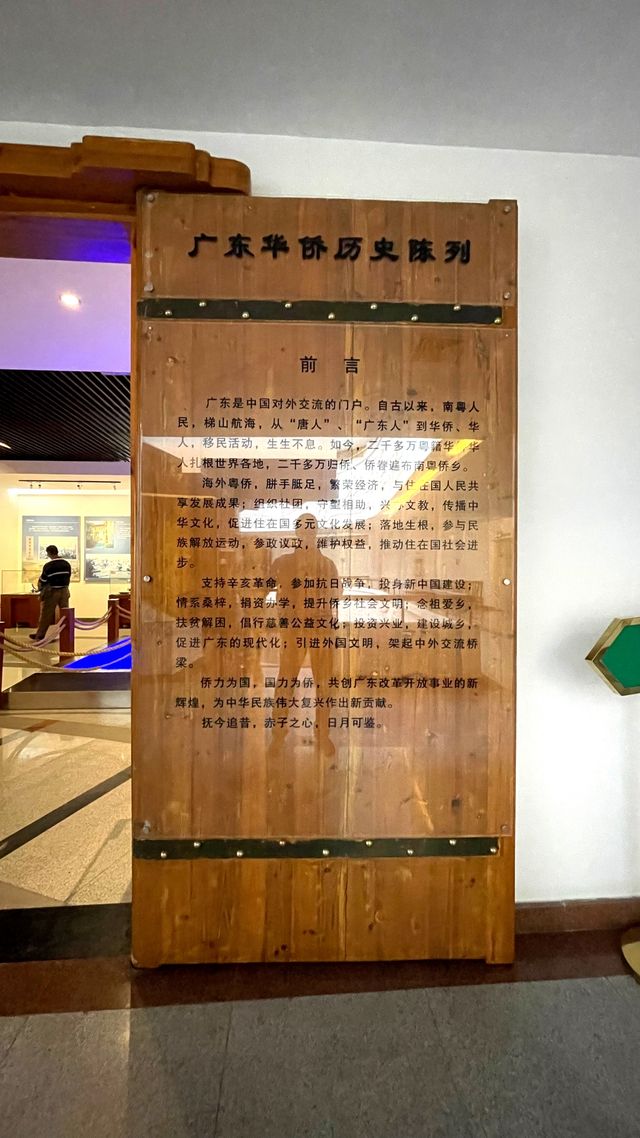 广东华侨历史陈列
前 言
广东是中国对外交流的门户。自古以来，南粤人
民，梯山航海，从“唐人”、“广东人”到华侨、华
人，移民活动，生生不息。如今，二千多万粤籍华侨华
人扎根世界各地，二千多万归侨、侨眷遍布南粤侨乡。
海外粤侨，胼手胝足，繁荣经济，与住在国人民共
享发展成果；组织社团，守望相助，兴办文教，传播中
华文化，促进住在国多元文化发展；落地生根，参与民
族解放运动，参政议政，维护权益，推动住在国社会进
步。
支持辛亥革命，参加抗日战争，投身新中国建设；
情系桑梓，捐资办学，提升侨乡社会文明；念祖爱乡，
扶贫解困，倡行慈善公益文化；投资兴业，建设城乡，
促进广东的现代化；引进外国文明，架起中外交流桥
梁。
侨力为国，国力为侨，共创广东改革开放事业的新
辉煌，为中华民族伟大复兴作出新贡献。
抚今追昔，赤子之心，日月可鉴。